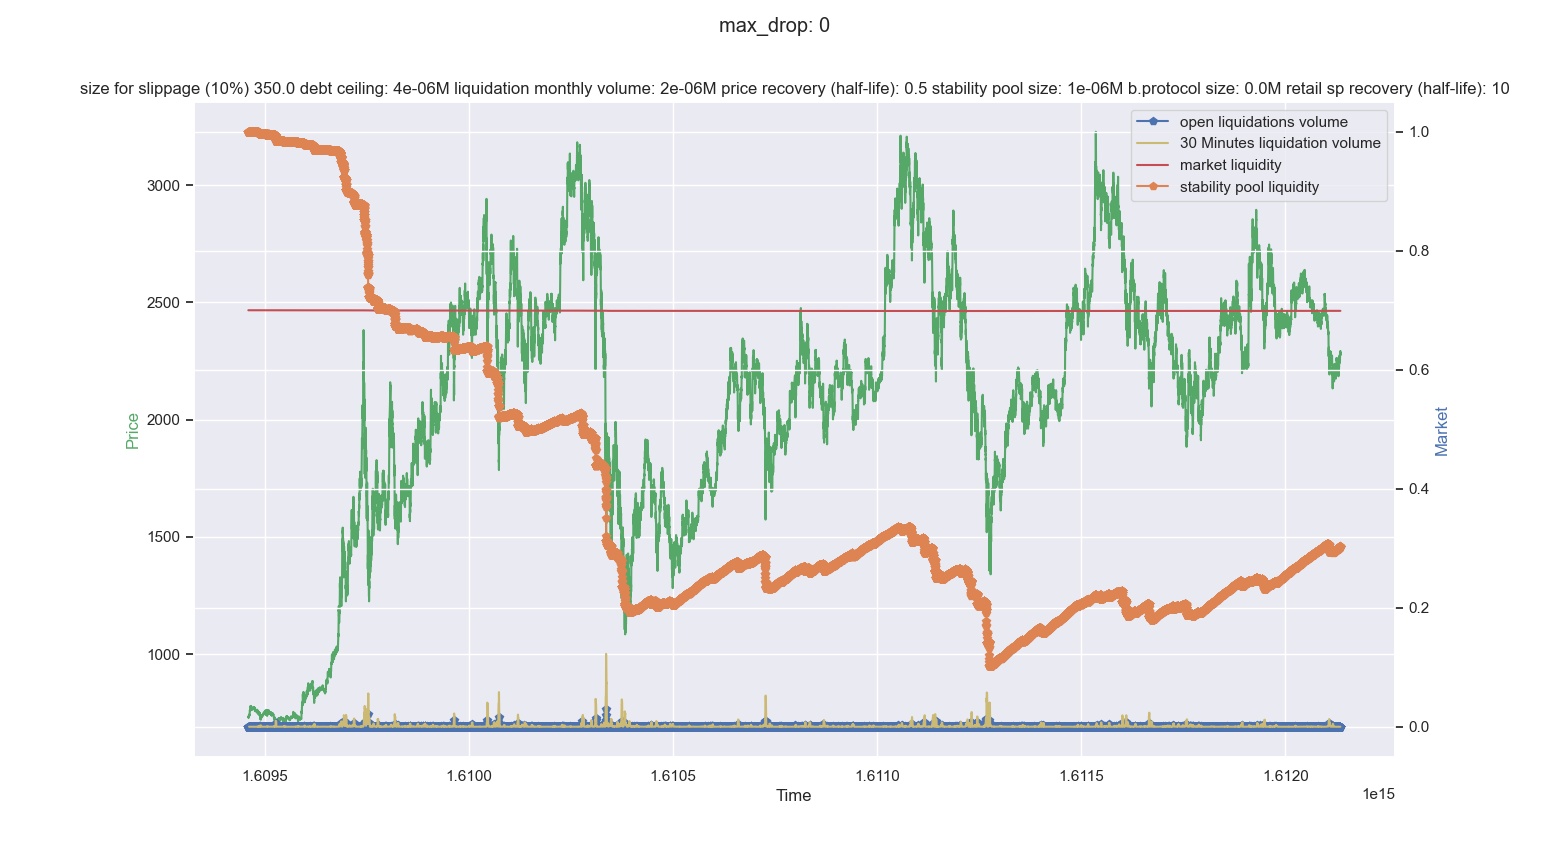 max_drop: 0
size for slippage (10%) 350.0 debt ceiling: 4e-06M liquidation monthly volume: 2e-06M price recovery (half-life): 0.5 stability pool size: 1e-06M b.protocol size: 0.0M retail sp recovery (half-life): 10
open liquidations volume
30 Minutes liquidation volume
market liquidity
stability pool liquidity
3000
2500
2000
1500
1000
Price
1.0
0.8
0.6
0.4
0.2
0.0
Market
1.6095
1.6100
1.6105
1.6110
1.6115
1.6120
Time
1e15